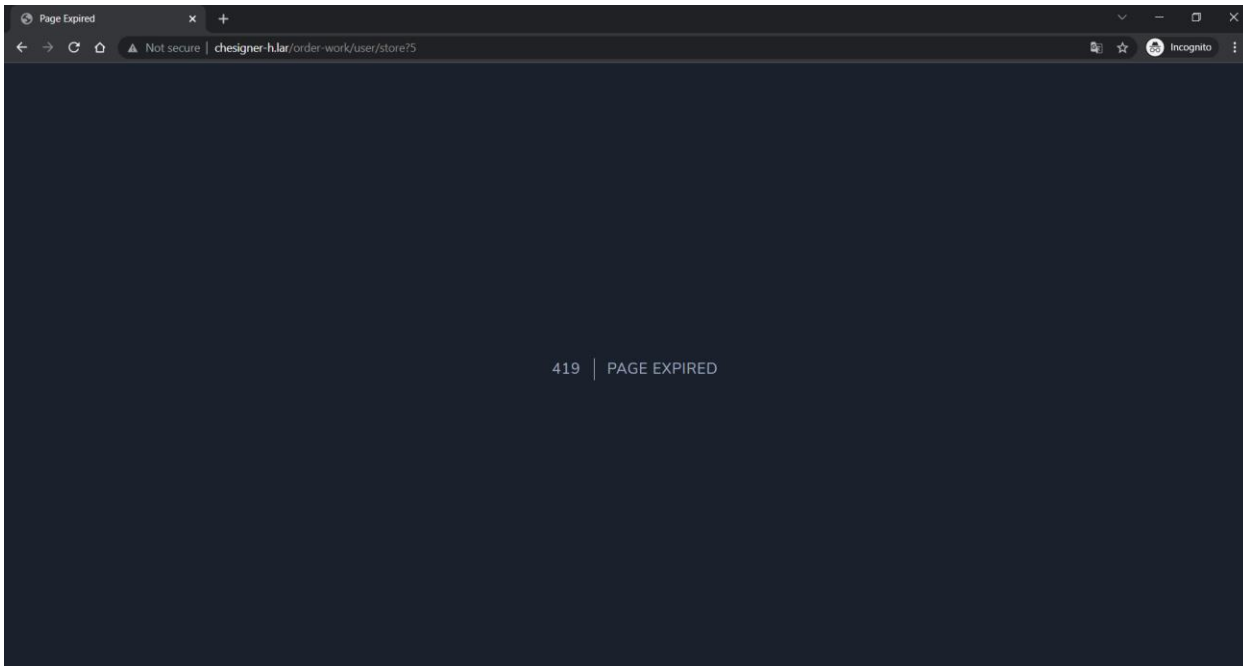 Page Expired
Not secure | chesigner-h.lar/order-work/user/store?5
Incognito
419 | PAGE EXPIRED